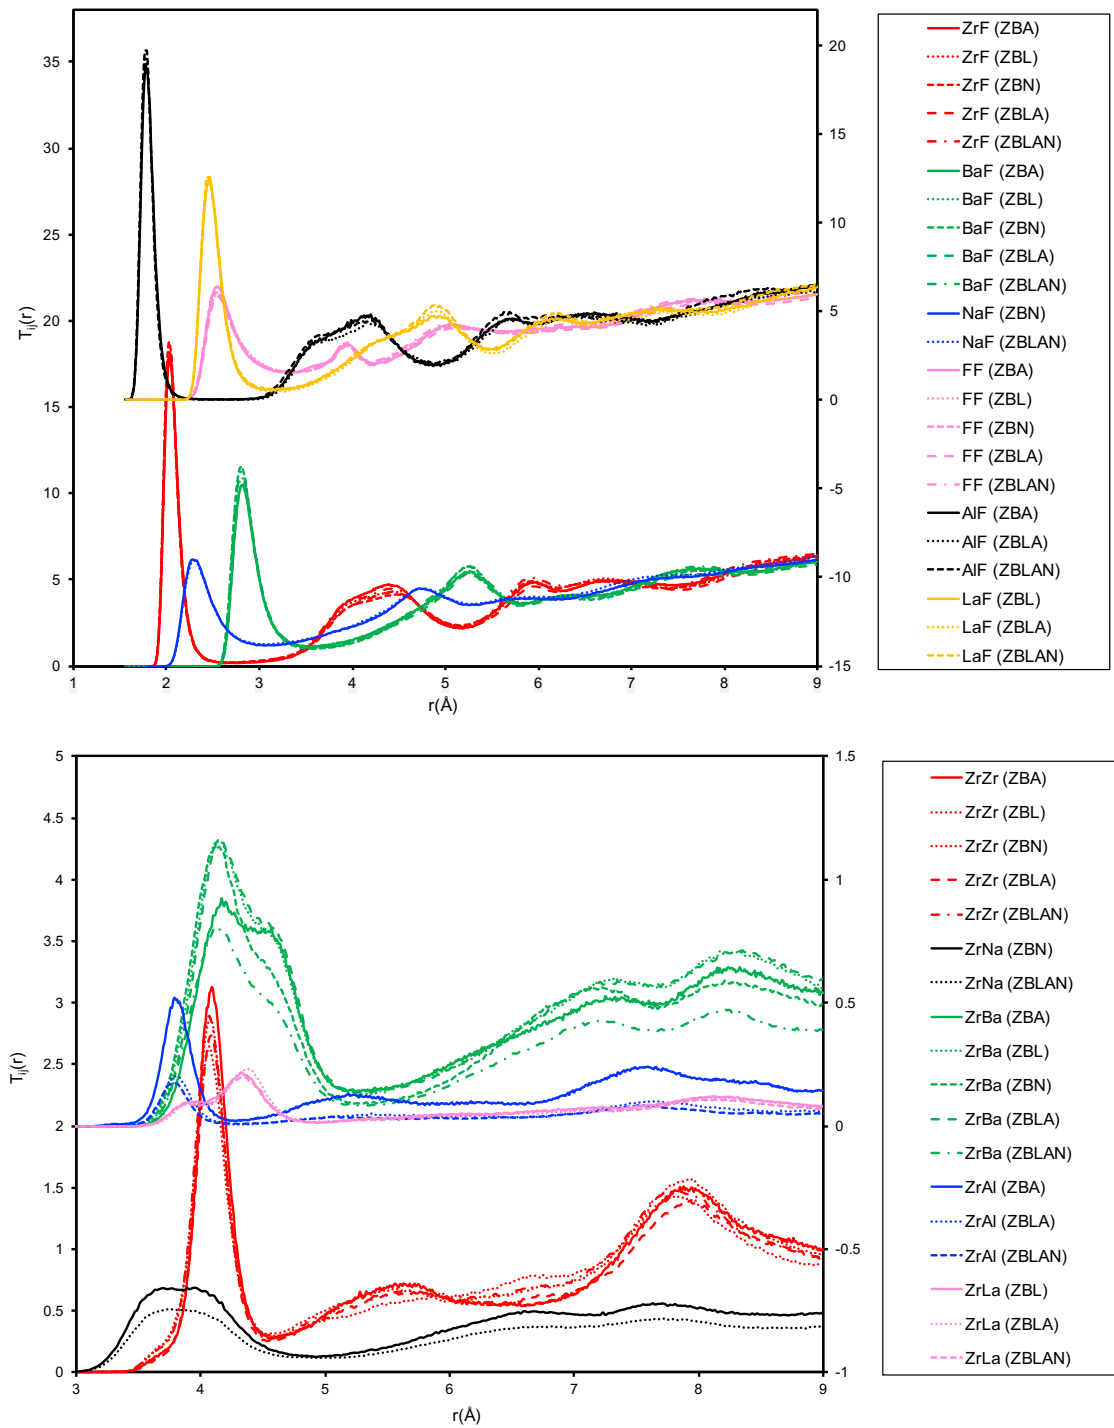 35
30
25
20
15
10
5
0
T_ij(r)
20
15
10
5
0
-5
-10
-15
1 2 3 4 5 6 7 8 9
r(Å)
ZrF (ZBA)
ZrF (ZBL)
ZrF (ZBN)
ZrF (ZBLA)
ZrF (ZBLAN)
BaF (ZBA)
BaF (ZBL)
BaF (ZBN)
BaF (ZBLA)
BaF (ZBLAN)
NaF (ZBN)
NaF (ZBLAN)
FF (ZBA)
FF (ZBL)
FF (ZBN)
FF (ZBLA)
FF (ZBLAN)
AlF (ZBA)
AlF (ZBLA)
AlF (ZBLAN)
LaF (ZBL)
LaF (ZBLA)
LaF (ZBLAN)
5
4.5
4
3.5
3
2.5
2
1.5
1
0.5
0
T_ij(r)
1.5
1
0.5
0
-0.5
-1
3 4 5 6 7 8 9
r(Å)
ZrZr (ZBA)
ZrZr (ZBL)
ZrZr (ZBN)
ZrZr (ZBLA)
ZrZr (ZBLAN)
ZrNa (ZBN)
ZrNa (ZBLAN)
ZrBa (ZBA)
ZrBa (ZBL)
ZrBa (ZBN)
ZrBa (ZBLA)
ZrBa (ZBLAN)
ZrAl (ZBA)
ZrAl (ZBLA)
ZrAl (ZBLAN)
ZrLa (ZBL)
ZrLa (ZBLA)
ZrLa (ZBLAN)